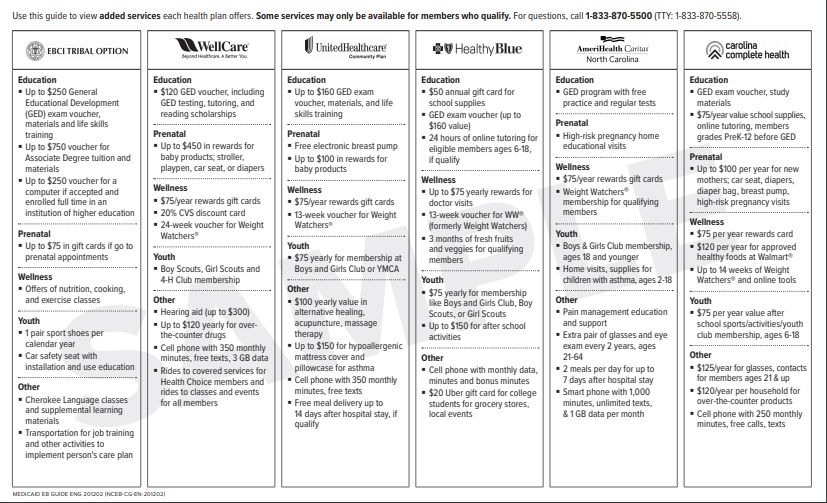 Use this guide to view added services each health plan offers. Some services may only be available for members who qualify. For questions, call 1-833-870-5500 (TTY: 1-833-870-5558).
EBCI TRIBAL OPTION
Education
▪ Up to $250 General
Educational Development
(GED) exam voucher,
materials and life skills
training
▪ Up to $750 voucher for
Associate Degree tuition and
materials
▪ Up to $250 voucher for a
computer if accepted and
enrolled full time in an
institution of higher education
Prenatal
▪ Up to $75 in gift cards if go to
prenatal appointments
Wellness
▪ Offers of nutrition, cooking,
and exercise classes
Youth
▪ 1 pair sport shoes per
calendar year
▪ Car safety seat with
installation and use education
Other
▪ Cherokee Language classes
and supplemental learning
materials
▪ Transportation for job training
and other activities to
implement person's care plan
WellCare®
Beyond Healthcare. A Better You.
Education
▪ $120 GED voucher, including
GED testing, tutoring, and
reading scholarships
Prenatal
▪ Up to $450 in rewards for
baby products; stroller,
playpen, car seat, or diapers
Wellness
▪ $75/year rewards gift cards
▪ 20% CVS discount card
▪ 24-week voucher for Weight
Watchers®
Youth
▪ Boy Scouts, Girl Scouts and
4-H Club membership
Other
▪ Hearing aid (up to $300)
▪ Up to $120 yearly for over-
the-counter drugs
▪ Cell phone with 350 monthly
minutes, free texts, 3 GB data
▪ Rides to covered services for
Health Choice members and
rides to classes and events
for all members
UnitedHealthcare®
Community Plan
Education
▪ Up to $160 GED exam
voucher, materials, and life
skills training
Prenatal
▪ Free electronic breast pump
▪ Up to $100 in rewards for
baby products
Wellness
▪ $75/year rewards gift cards
▪ 13-week voucher for Weight
Watchers®
Youth
▪ $75 yearly for membership at
Boys and Girls Club or YMCA
Other
▪ $100 yearly value in
alternative healing,
acupuncture, massage
therapy
▪ Up to $150 for hypoallergenic
mattress cover and
pillowcase for asthma
▪ Cell phone with 350 monthly
minutes, free texts
▪ Free meal delivery up to
14 days after hospital stay, if
qualify
Healthy Blue
Education
▪ $50 annual gift card for
school supplies
▪ GED exam voucher (up to
$160 value)
▪ 24 hours of online tutoring for
eligible members ages 6-18,
if qualify
Wellness
▪ Up to $75 yearly rewards for
doctor visits
▪ 13-week voucher for WW®
(formerly Weight Watchers)
▪ 3 months of fresh fruits
and veggies for qualifying
members
Youth
▪ $75 yearly for membership
like Boys and Girls Club, Boy
Scouts, or Girl Scouts
▪ Up to $150 for after school
activities
Other
▪ Cell phone with monthly data,
minutes and bonus minutes
▪ $20 Uber gift card for college
students for grocery stores,
local events
AmeriHealth Caritas
North Carolina
Education
▪ GED program with free
practice and regular tests
Prenatal
▪ High-risk pregnancy home
educational visits
Wellness
▪ $75/year rewards gift cards
▪ Weight Watchers®
membership for qualifying
members
Youth
▪ Boys & Girls Club membership,
ages 18 and younger
▪ Home visits, supplies for
children with asthma, ages 2-18
Other
▪ Pain management education
and support
▪ Extra pair of glasses and eye
exam every 2 years, ages
21-64
▪ 2 meals per day for up to
7 days after hospital stay
▪ Smart phone with 1,000
minutes, unlimited texts,
& 1 GB data per month
carolina
complete health
Education
▪ GED exam voucher, study
materials
▪ $75/year value school supplies,
online tutoring, members
grades PreK-12 before GED
Prenatal
▪ Up to $100 per year for new
mothers; car seat, diapers,
diaper bag, breast pump,
high-risk pregnancy visits
Wellness
▪ $75 per year rewards card
▪ $120 per year for approved
healthy foods at Walmart®
▪ Up to 14 weeks of Weight
Watchers® and online tools
Youth
▪ $75 per year value after
school sports/activities/youth
club membership, ages 6-18
Other
▪ $125/year for glasses, contacts
for members ages 21 & up
▪ $120/year per household for
over-the-counter products
▪ Cell phone with 250 monthly
minutes, free calls, texts
SAMPLE
MEDICAID EB GUIDE ENG 201202 (NCEB-CG-EN-201202)